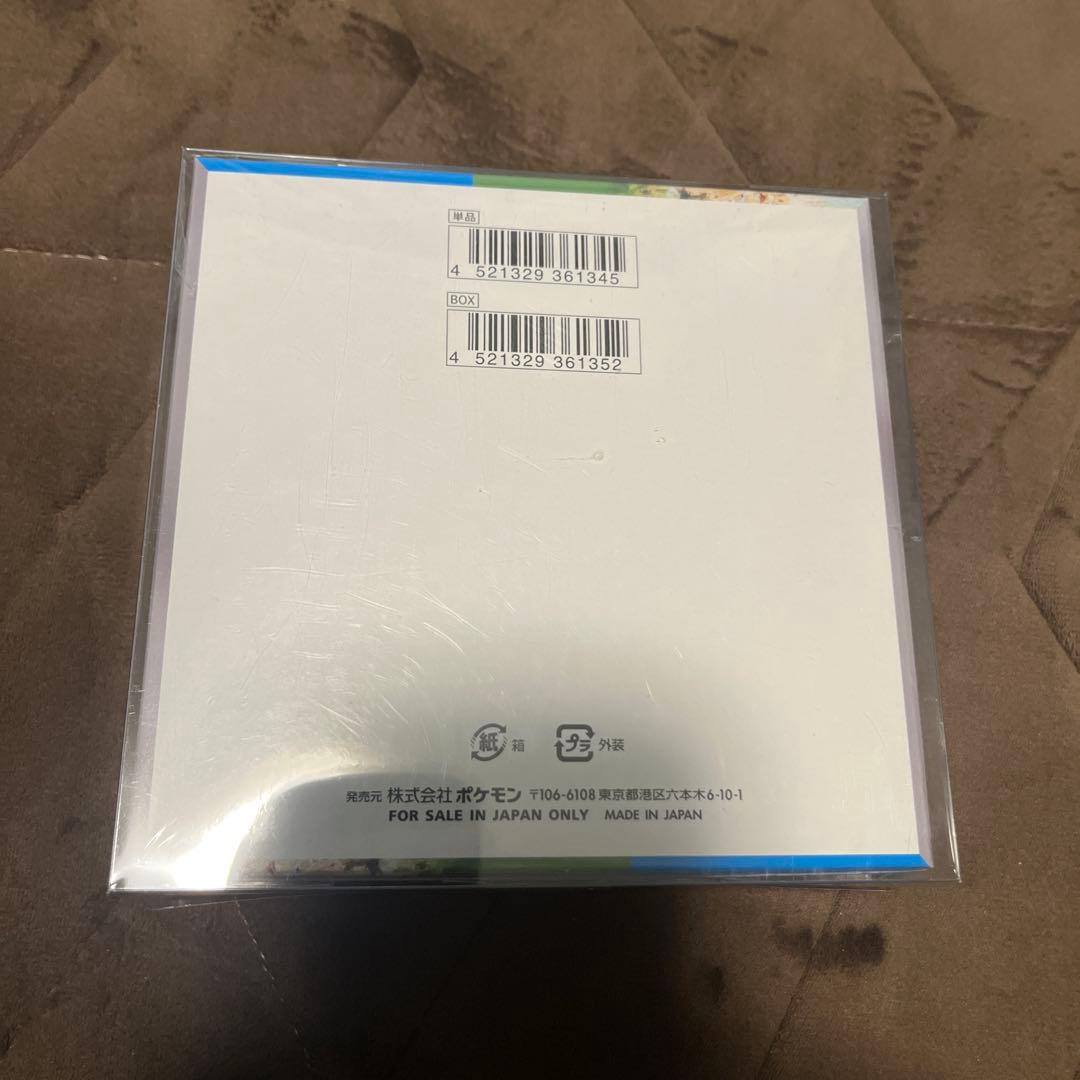 単品
4 521329 361345
BOX
4 521329 361352
紙 箱 プラ 外装
発売元 株式会社 ポケモン 〒106-6108 東京都港区六本木6-10-1
FOR SALE IN JAPAN ONLY MADE IN JAPAN